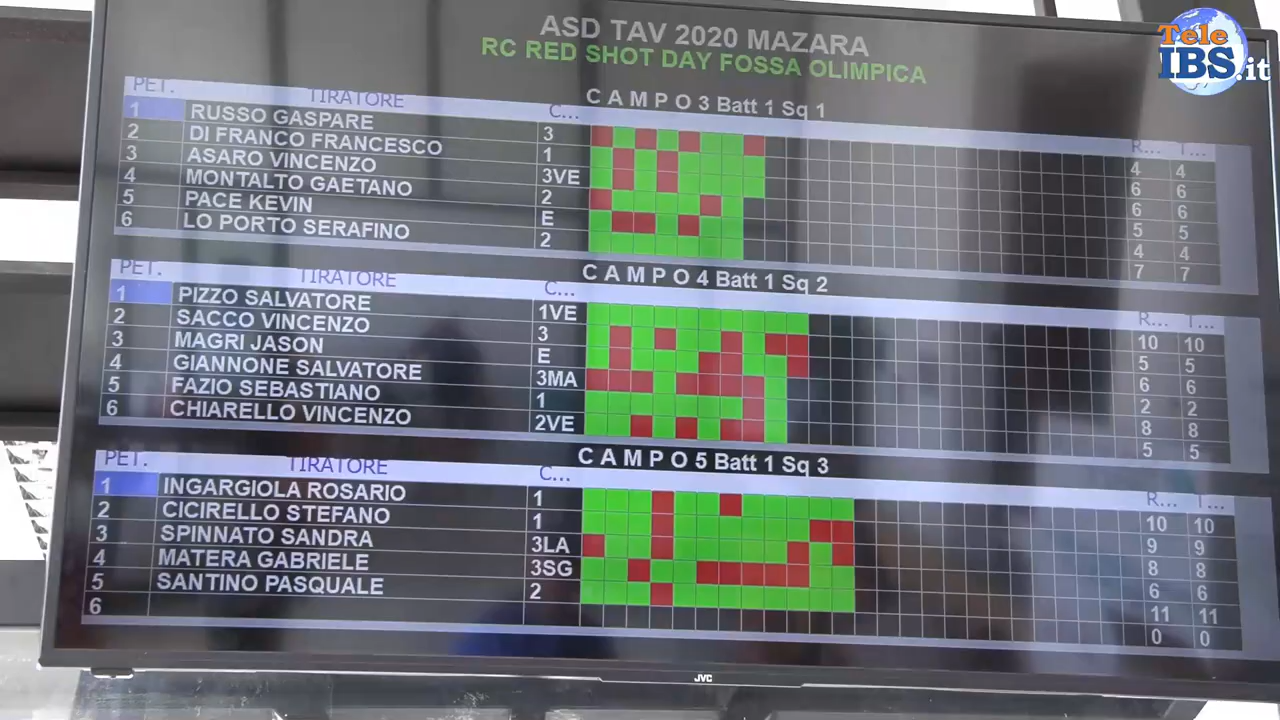 ASD TAV 2020 MAZARA
RC RED SHOT DAY FOSSA OLIMPICA
Tele
IBS.it
CAMPO 3 Batt 1 Sq 1
PET. TIRATORE C... R... T...
1 RUSSO GASPARE 3 4 4
2 DI FRANCO FRANCESCO 1 6 6
3 ASARO VINCENZO 3VE 6 6
4 MONTALTO GAETANO 2 5 5
5 PACE KEVIN E 4 4
6 LO PORTO SERAFINO 2 7 7
CAMPO 4 Batt 1 Sq 2
PET. TIRATORE C... R... T...
1 PIZZO SALVATORE 1VE 10 10
2 SACCO VINCENZO 3 5 5
3 MAGRI JASON E 6 6
4 GIANNONE SALVATORE 3MA 2 2
5 FAZIO SEBASTIANO 1 8 8
6 CHIARELLO VINCENZO 2VE 5 5
CAMPO 5 Batt 1 Sq 3
PET. TIRATORE C... R... T...
1 INGARGIOLA ROSARIO 1 10 10
2 CICIRELLO STEFANO 1 9 9
3 SPINNATO SANDRA 3LA 8 8
4 MATERA GABRIELE 3SG 6 6
5 SANTINO PASQUALE 2 11 11
6 0 0
JVC